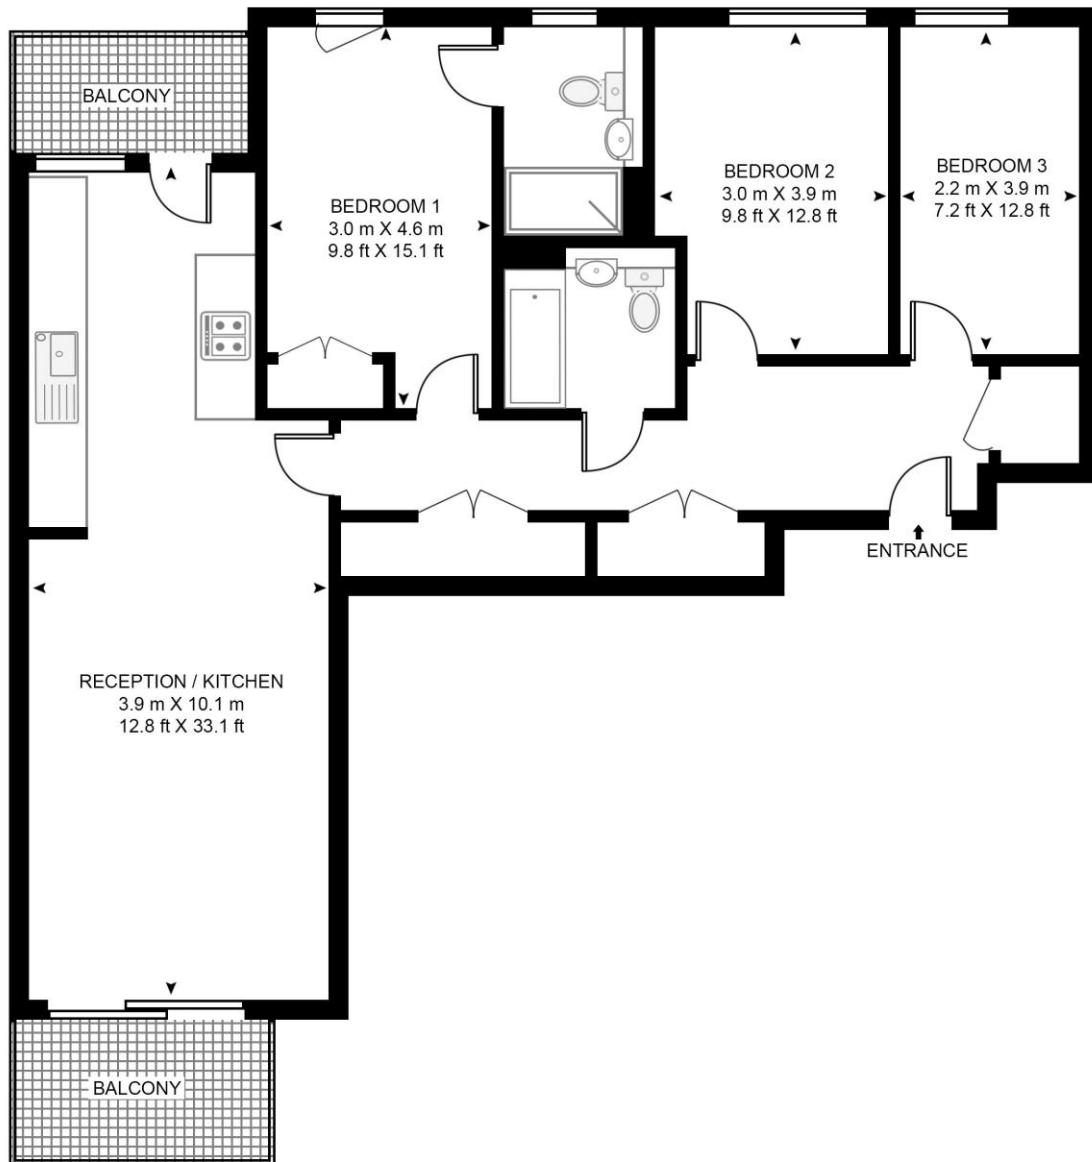 BALCONY
BEDROOM 1
3.0 m X 4.6 m
9.8 ft X 15.1 ft
BEDROOM 2
3.0 m X 3.9 m
9.8 ft X 12.8 ft
BEDROOM 3
2.2 m X 3.9 m
7.2 ft X 12.8 ft
ENTRANCE
RECEPTION / KITCHEN
3.9 m X 10.1 m
12.8 ft X 33.1 ft
BALCONY